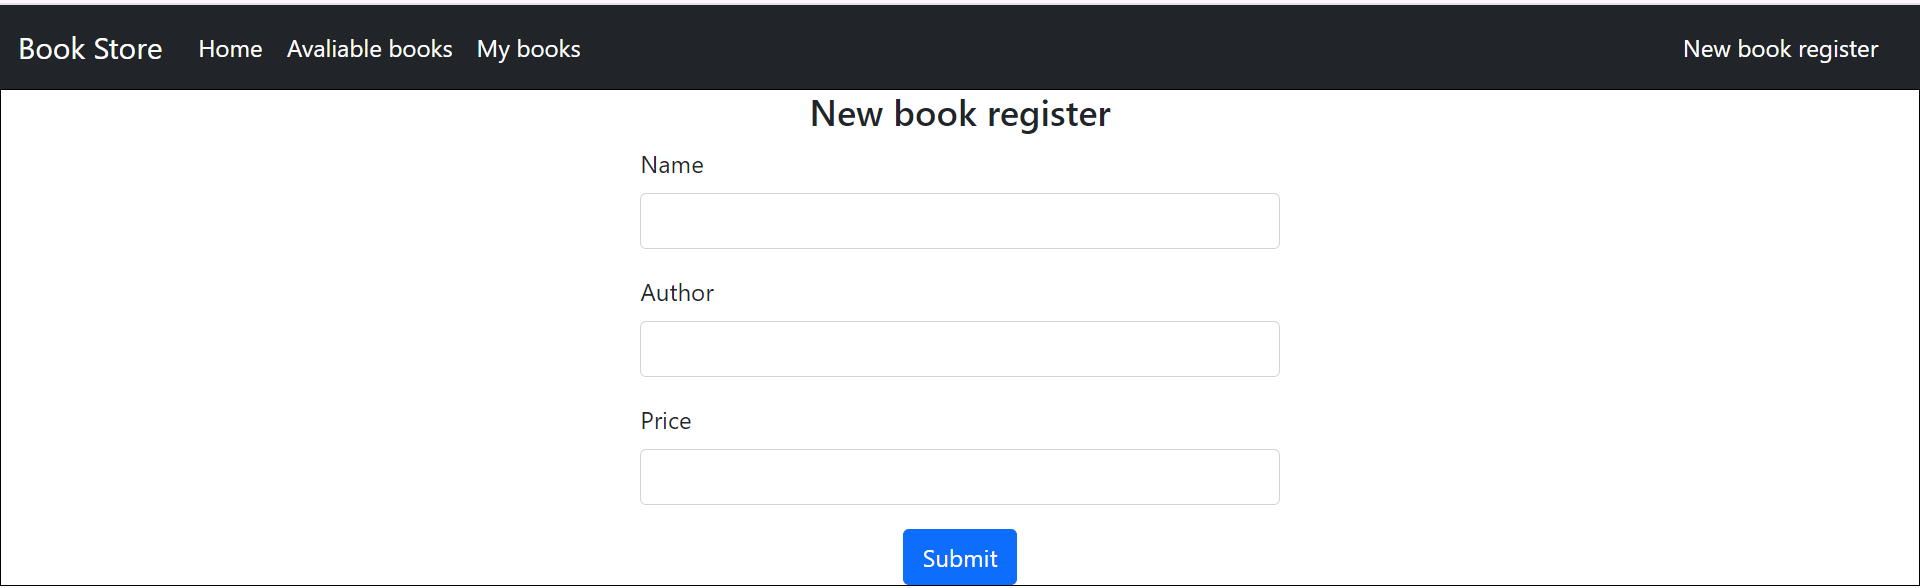 Book Store Home Avaliable books My books New book register
New book register
Name
Author
Price
Submit